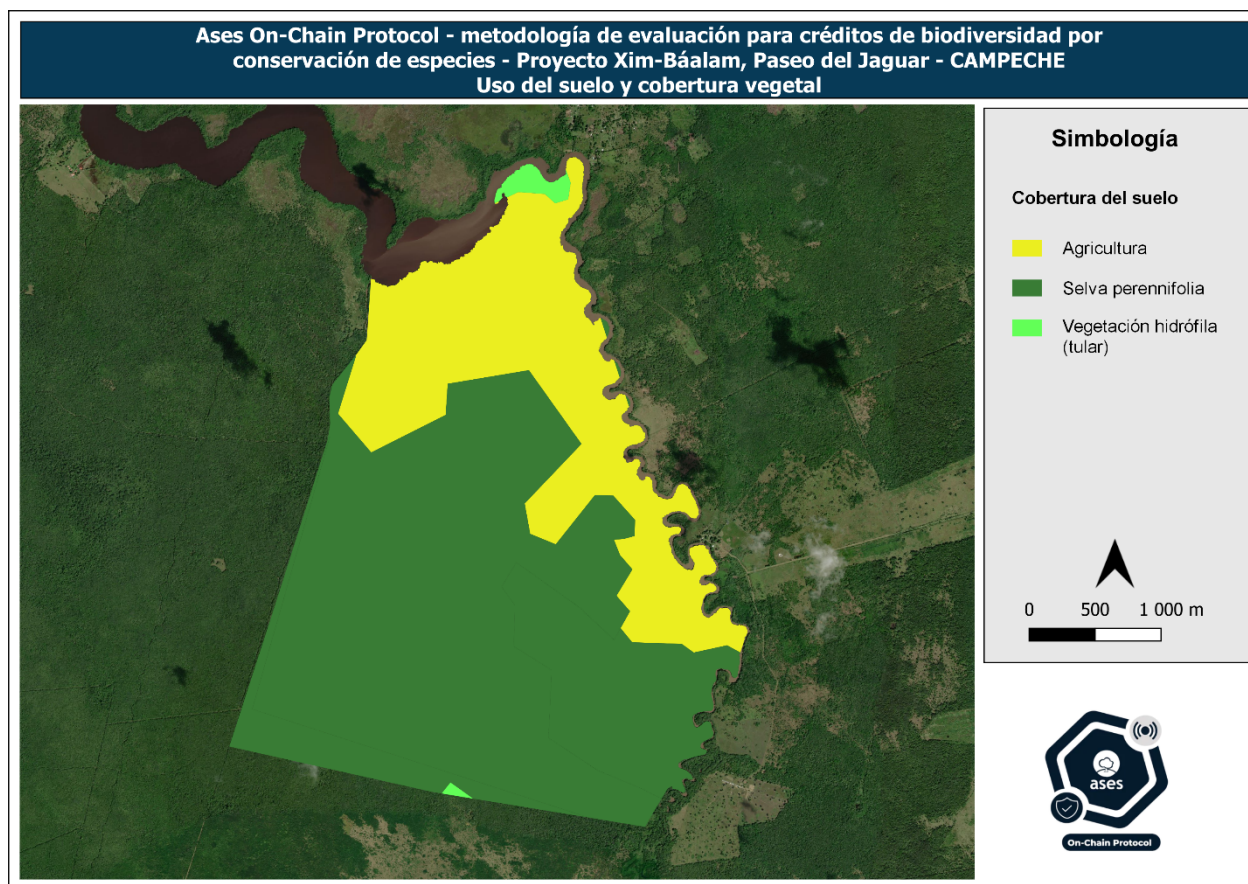 Ases On-Chain Protocol - metodología de evaluación para créditos de biodiversidad por
conservación de especies - Proyecto Xim-Báalam, Paseo del Jaguar - CAMPECHE
Uso del suelo y cobertura vegetal
Simbología
Cobertura del suelo
Agricultura
Selva perennifolia
Vegetación hidrófila
(tular)
0 500 1 000 m
ases
On-Chain Protocol